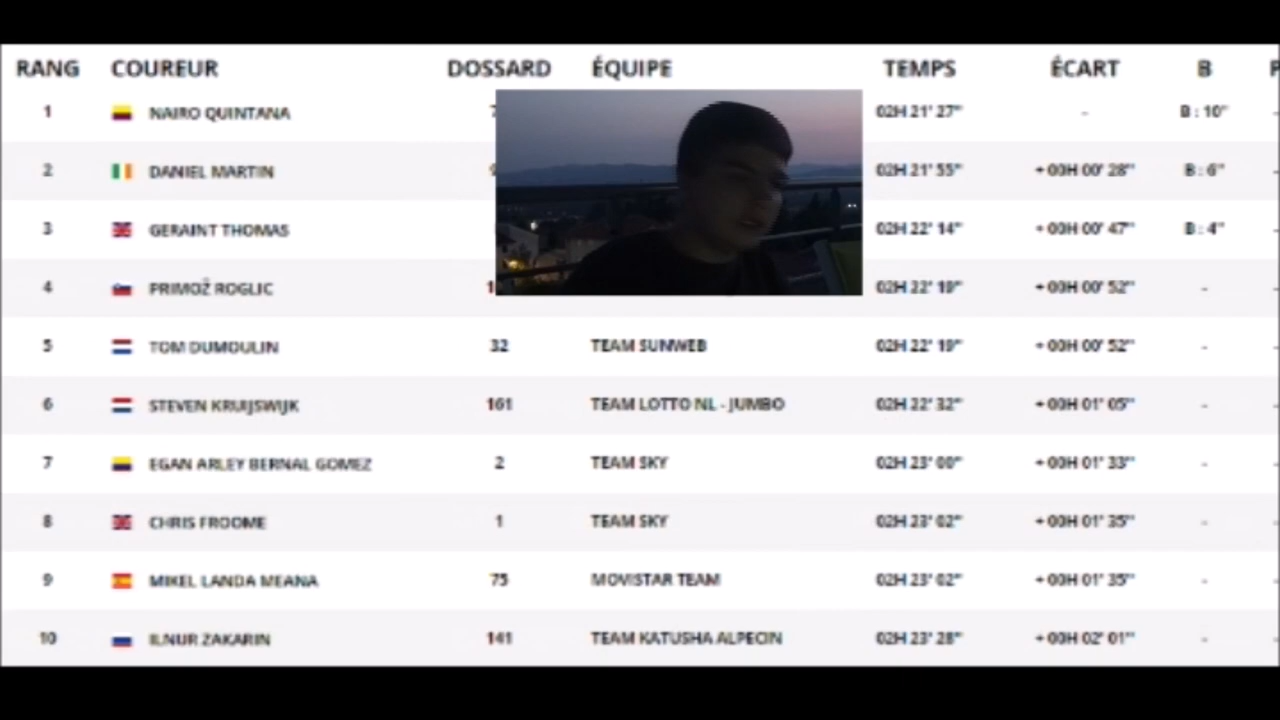 RANG COUREUR DOSSARD ÉQUIPE TEMPS ÉCART B
1 NAIRO QUINTANA 02H 21' 27" - B : 10"
2 DANIEL MARTIN 02H 21' 55" +00H 00' 28" B : 6"
3 GERAINT THOMAS 02H 22' 14" +00H 00' 47" B : 4"
4 PRIMOŽ ROGLIC 02H 22' 19" +00H 00' 52" -
5 TOM DUMOULIN 32 TEAM SUNWEB 02H 22' 19" +00H 00' 52" -
6 STEVEN KRUIJSWIJK 161 TEAM LOTTO NL - JUMBO 02H 22' 32" +00H 01' 05" -
7 EGAN ARLEY BERNAL GOMEZ 2 TEAM SKY 02H 23' 00" +00H 01' 33" -
8 CHRIS FROOME 1 TEAM SKY 02H 23' 02" +00H 01' 35" -
9 MIKEL LANDA MEANA 75 MOVISTAR TEAM 02H 23' 02" +00H 01' 35" -
10 ILNUR ZAKARIN 141 TEAM KATUSHA ALPECIN 02H 23' 28" +00H 02' 01" -